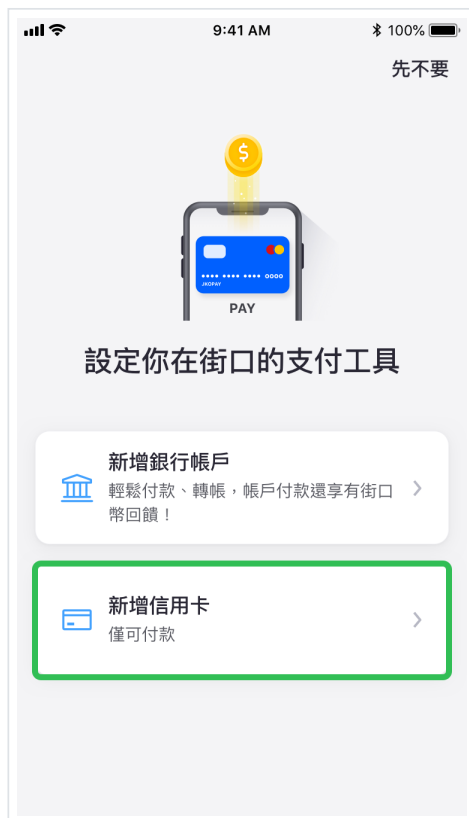 9:41 AM
100%
先不要
$
•••• •••• •••• 0000
JKOPAY
PAY
設定你在街口的支付工具
新增銀行帳戶
輕鬆付款、轉帳，帳戶付款還享有街口
幣回饋！
新增信用卡
僅可付款